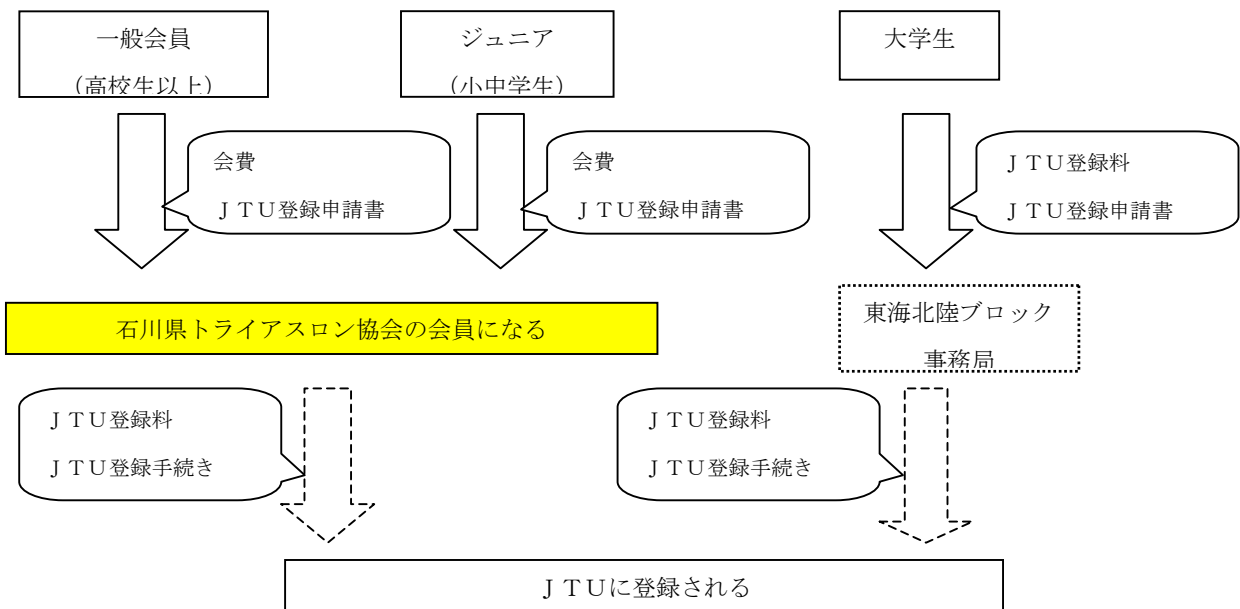 一般会員
(高校生以上)
ジュニア
(小中学生)
大学生
会費
ＪＴＵ登録申請書
会費
ＪＴＵ登録申請書
ＪＴＵ登録料
ＪＴＵ登録申請書
石川県トライアスロン協会の会員になる
東海北陸ブロック
事務局
ＪＴＵ登録料
ＪＴＵ登録手続き
ＪＴＵ登録料
ＪＴＵ登録手続き
ＪＴＵに登録される